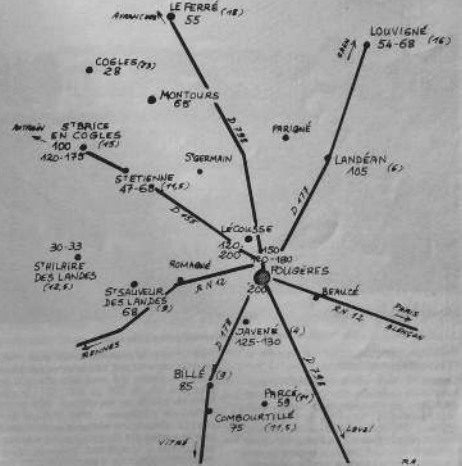 AVRANCHES
LE FERRÉ (18)
55
LOUVIGNÉ
54-68 (16)
CAEN
COGLES
28
MONTOURS
65
D 798
PARIGNÉ
ANTRAIN
ST BRICE
EN COGLES
100 (15)
120-175
ST ETIENNE
47-68 (11,5)
ST GERMAIN
LANDÉAN
105 (6)
D 177
D 155
LÉCOUSSE
120,
200
150
120-180
FOUGÈRES
200
30-33
ST HILAIRE
DES LANDES
(12,5)
ROMAGNÉ
ST SAUVEUR
DES LANDES
68 (9)
RN 12
BEAUCÉ
RN 12
PARIS
ALENÇON
RENNES
D 178
JAVENÉ (4)
125-130
D 798
BILLÉ (9)
85
PARCÉ
59 (11)
COMBOURTILLÉ
75 (11,5)
VITRÉ
LAVAL